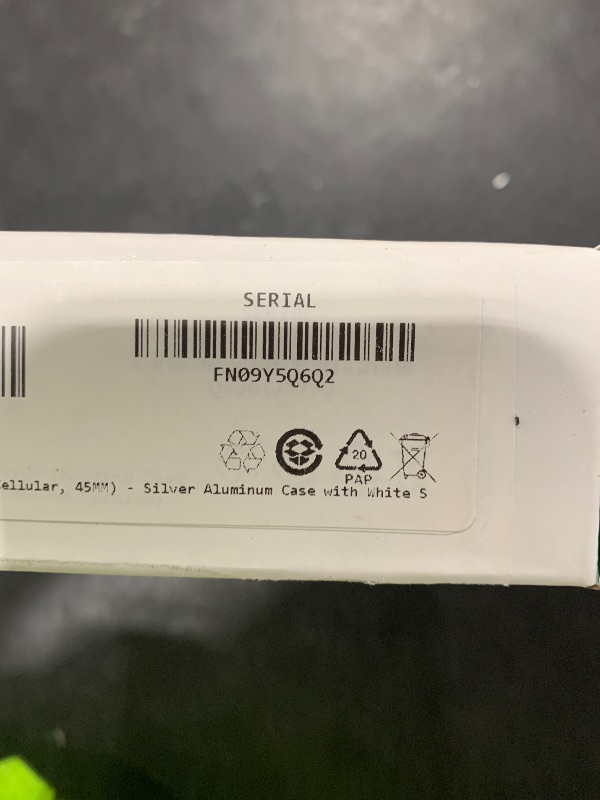 SERIAL
FN09Y5Q6Q2
20
PAP
ellular, 45MM) - Silver Aluminum Case with White S